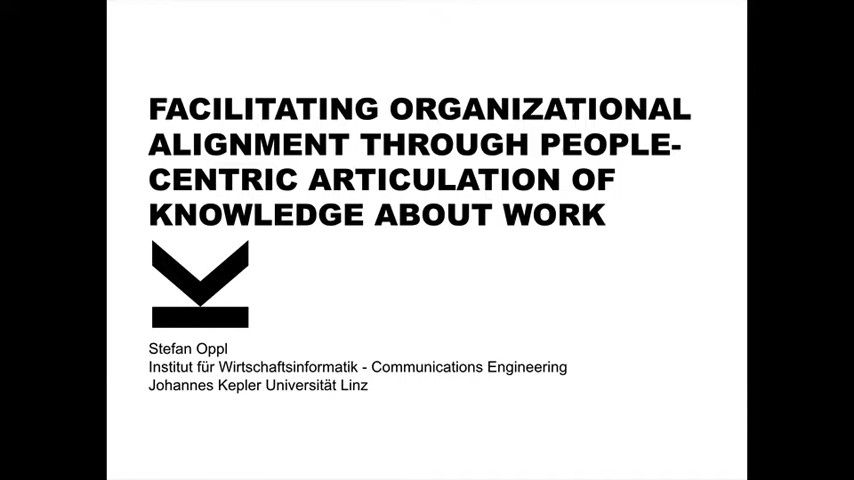 FACILITATING ORGANIZATIONAL
ALIGNMENT THROUGH PEOPLE-
CENTRIC ARTICULATION OF
KNOWLEDGE ABOUT WORK
Stefan Oppl
Institut für Wirtschaftsinformatik - Communications Engineering
Johannes Kepler Universität Linz